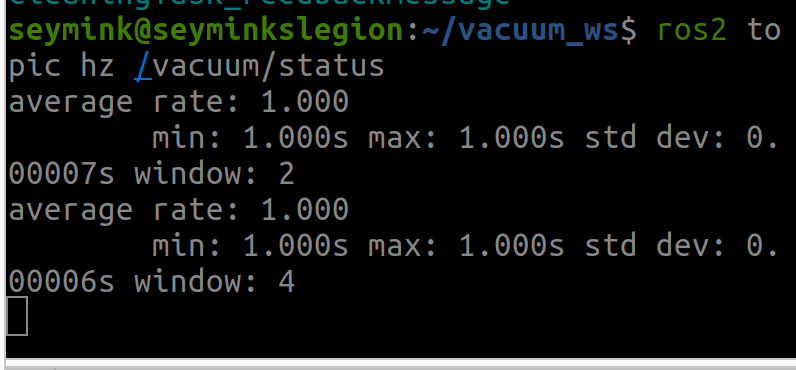 cleaningTask_FeedbackMessage
seymink@seyminkslegion:~/vacuum_ws$ ros2 to
pic hz /vacuum/status
average rate: 1.000
        min: 1.000s max: 1.000s std dev: 0.
00007s window: 2
average rate: 1.000
        min: 1.000s max: 1.000s std dev: 0.
00006s window: 4